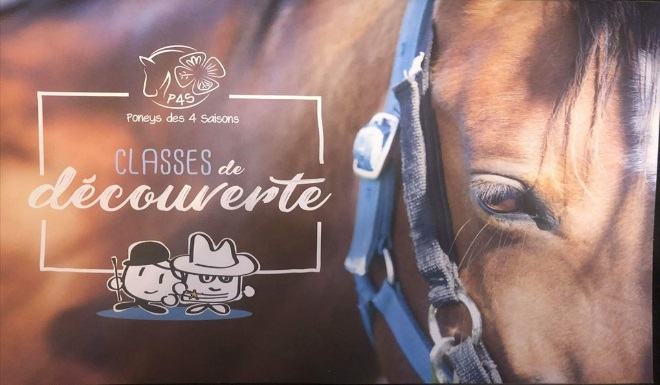 P4S
Poneys des 4 Saisons
CLASSES de
découverte